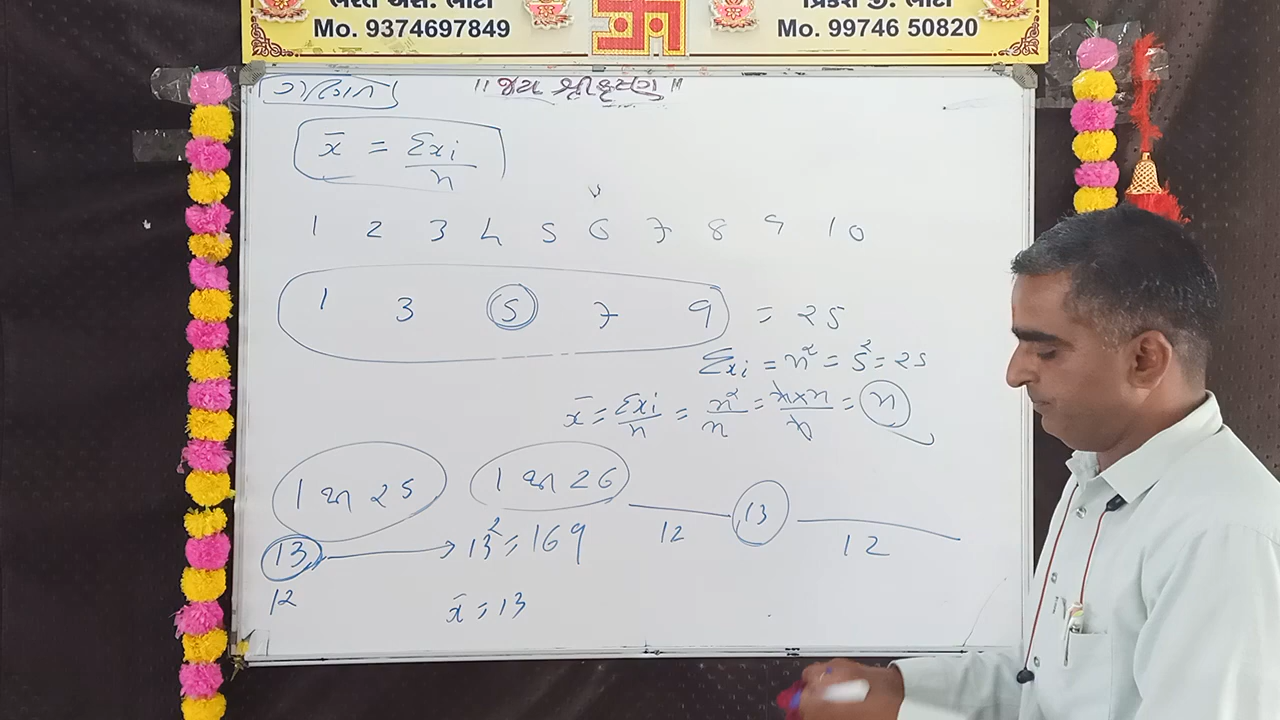 ભરત એસ. ભાટી
Mo. 9374697849
પ્રિકેશ જી. ભાટી
Mo. 99746 50820
"જય શ્રી કૃષ્ણ"
x̄ = Σxi/n
1 2 3 4 5 6 7 8 9 10
1 3 5 7 9 = 25
Σxi = n² = 5² = 25
x̄ = Σxi/n = n²/n = n×n/n = n
1 થી 25 1 થી 26
12 13 12
13 → 13² = 169
12
x̄ = 13